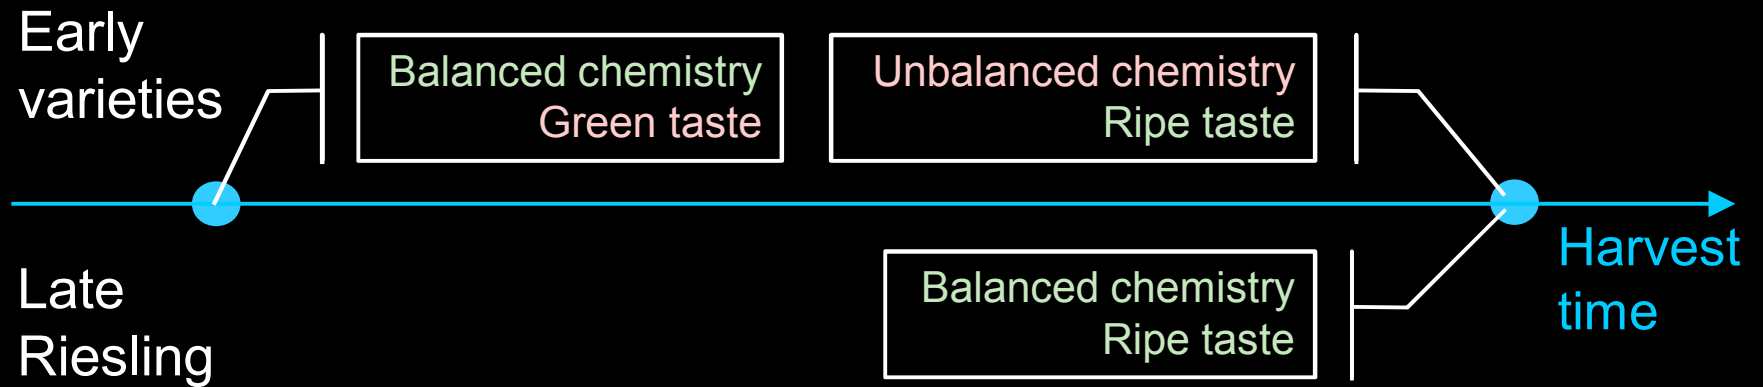 Early
varieties
Balanced chemistry
Green taste
Unbalanced chemistry
Ripe taste
Harvest
time
Late
Riesling
Balanced chemistry
Ripe taste